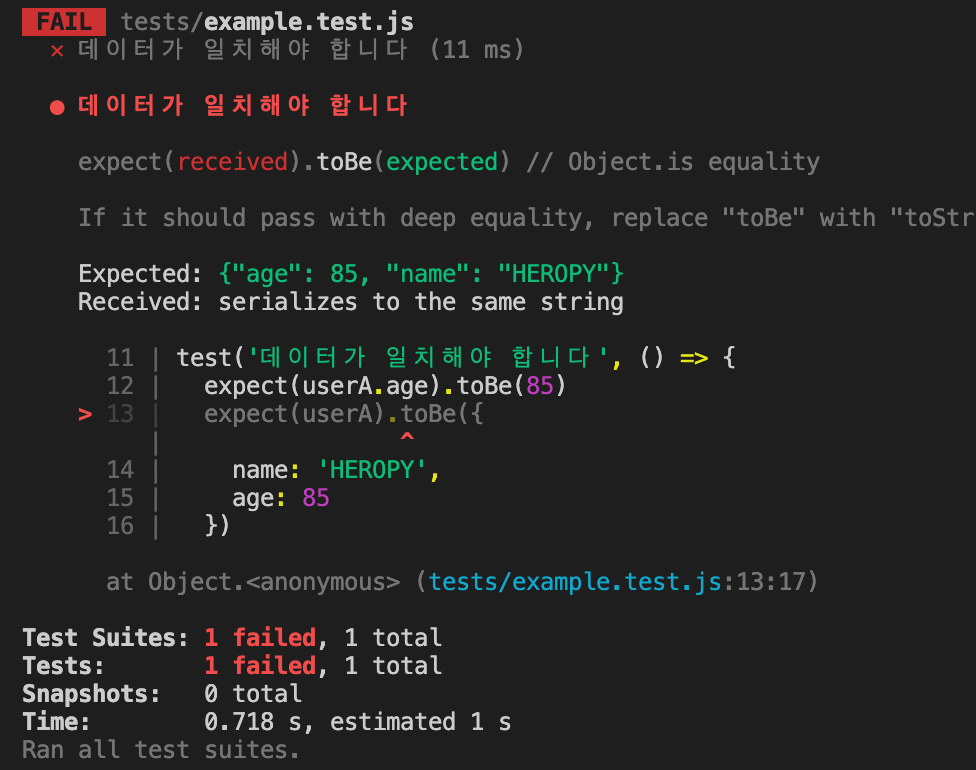 FAIL tests/example.test.js
× 데이터가 일치해야 합니다 (11 ms)
● 데이터가 일치해야 합니다
expect(received).toBe(expected) // Object.is equality
If it should pass with deep equality, replace "toBe" with "toStr
Expected: {"age": 85, "name": "HEROPY"}
Received: serializes to the same string
11 | test('데이터가 일치해야 합니다', () => {
12 |   expect(userA.age).toBe(85)
> 13 |   expect(userA).toBe({
|                 ^
14 |     name: 'HEROPY',
15 |     age: 85
16 |   })
at Object.<anonymous> (tests/example.test.js:13:17)
Test Suites: 1 failed, 1 total
Tests:       1 failed, 1 total
Snapshots:   0 total
Time:        0.718 s, estimated 1 s
Ran all test suites.